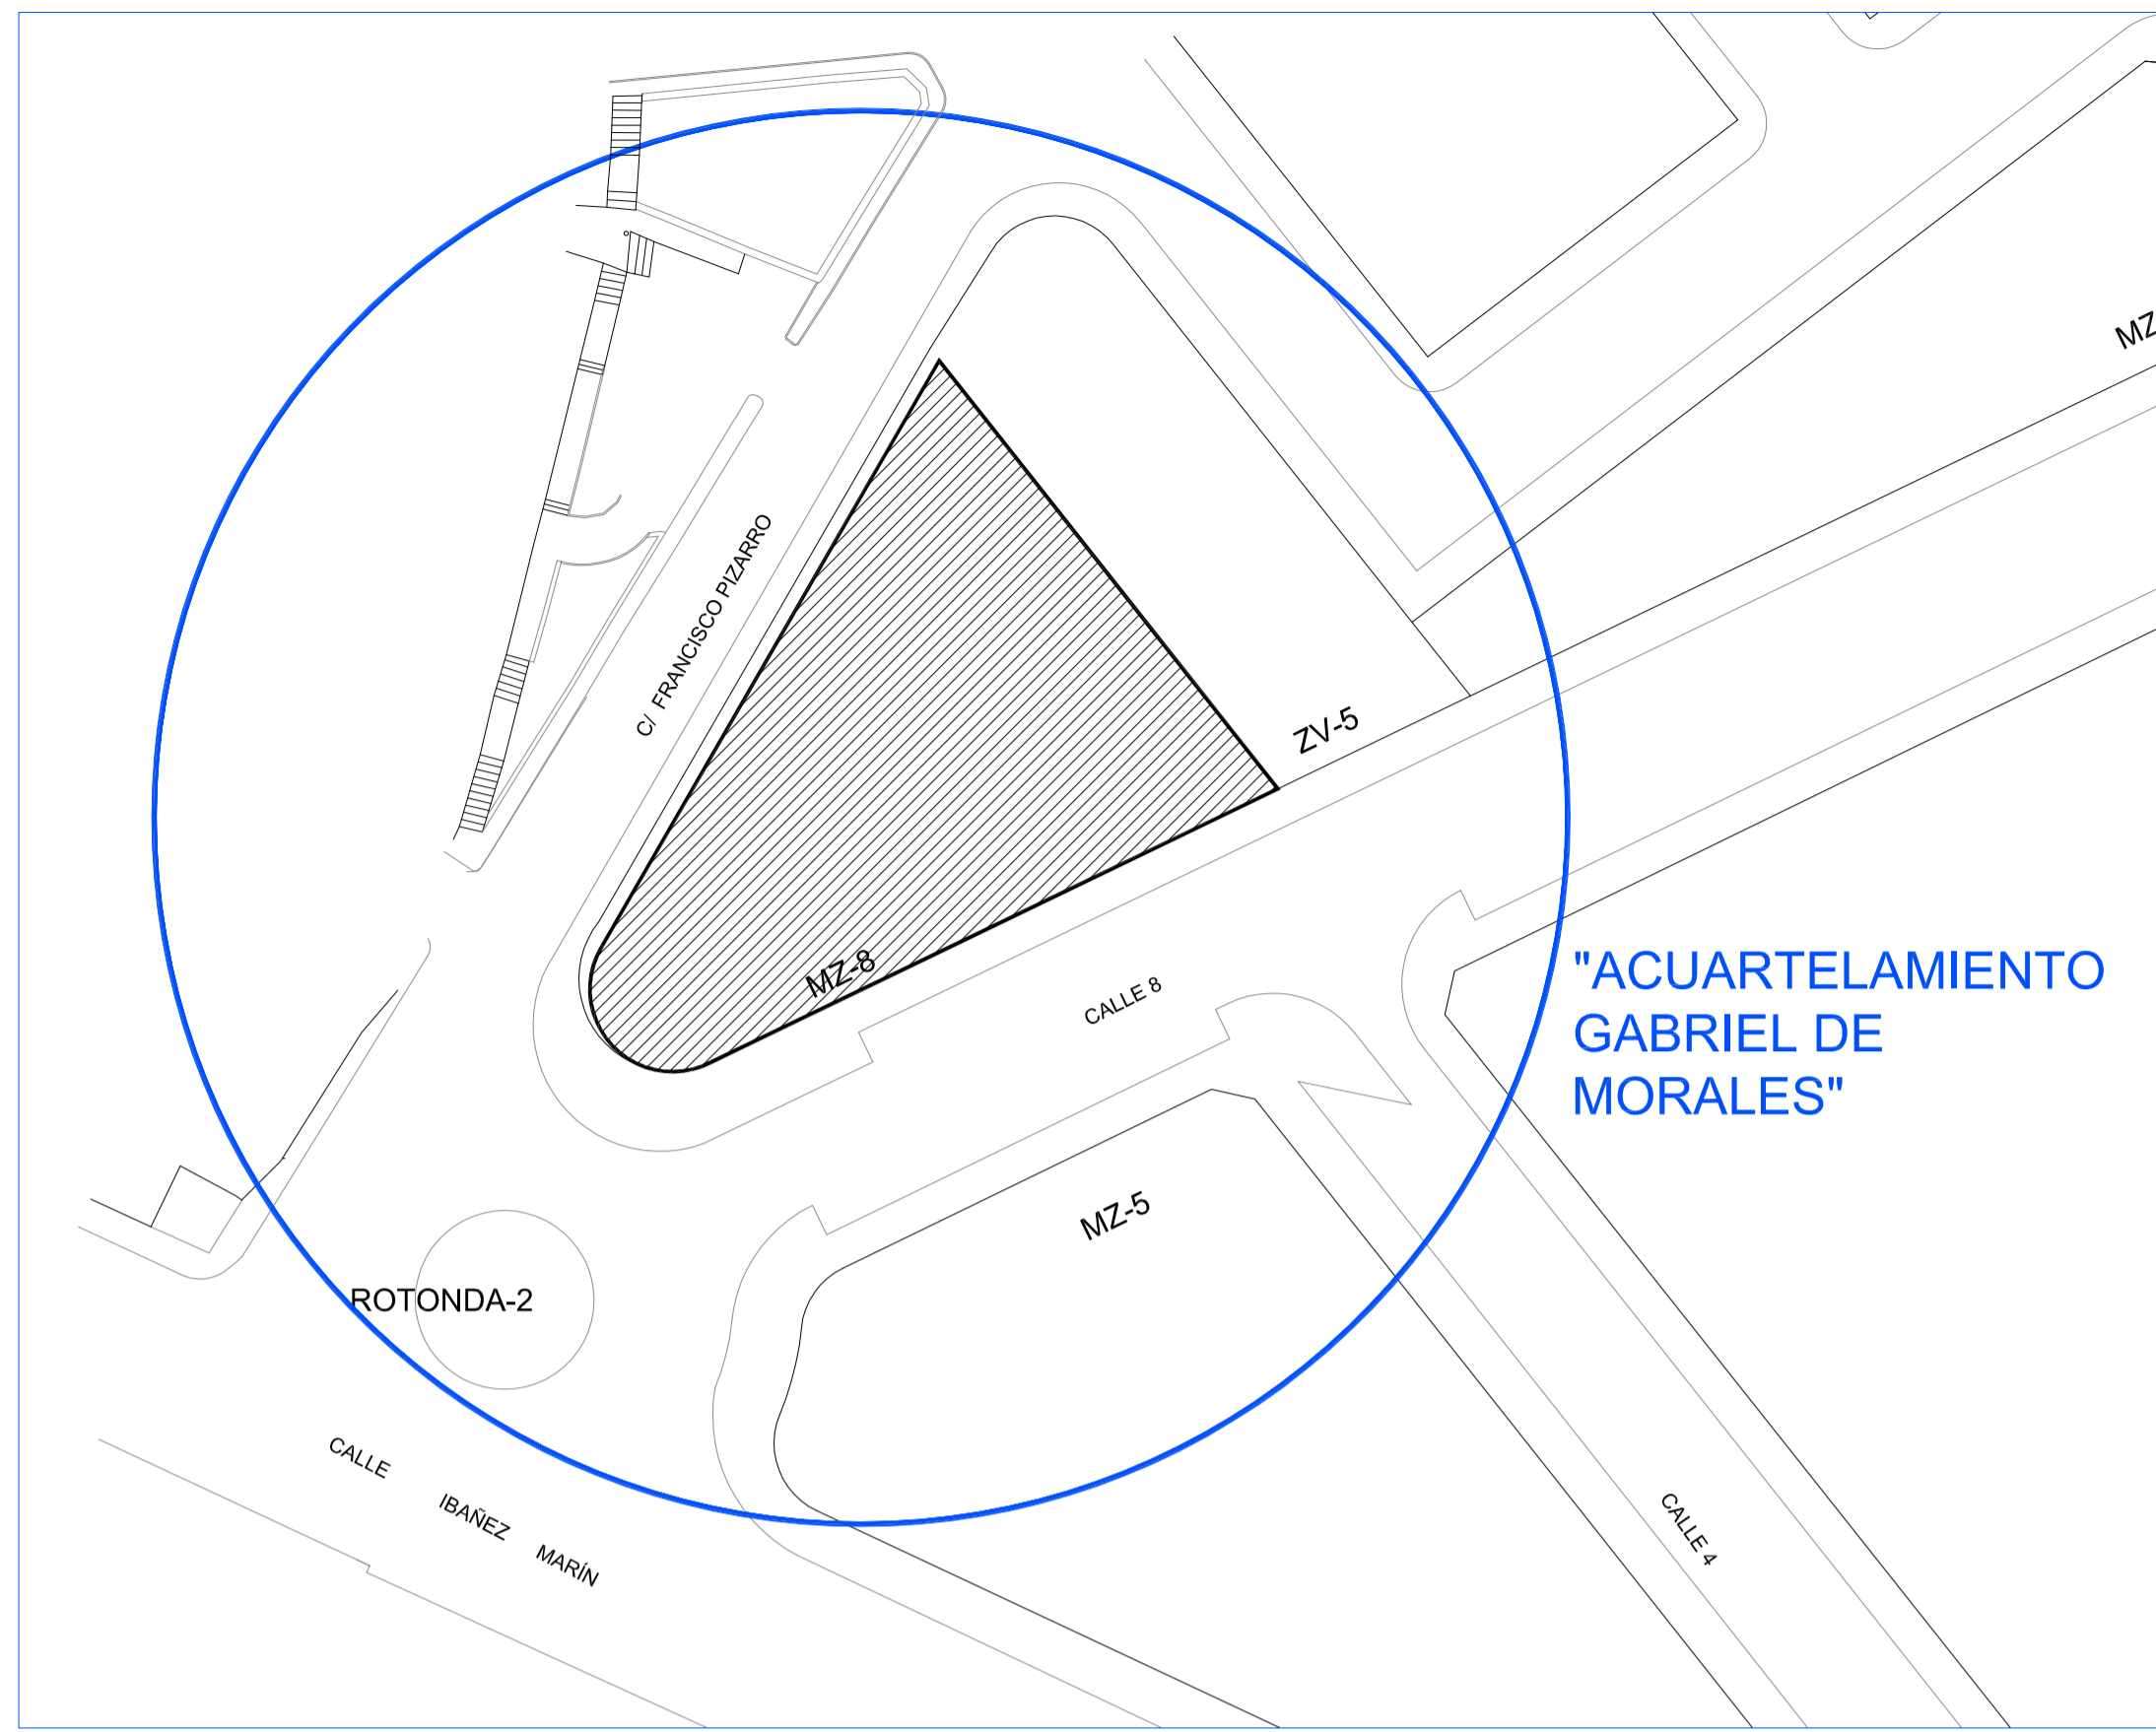 MZ
C/ FRANCISCO PIZARRO
ZV-5
MZ-8
CALLE 8
"ACUARTELAMIENTO
GABRIEL DE
MORALES"
MZ-5
ROTONDA-2
CALLE IBAÑEZ MARÍN
CALLE 4